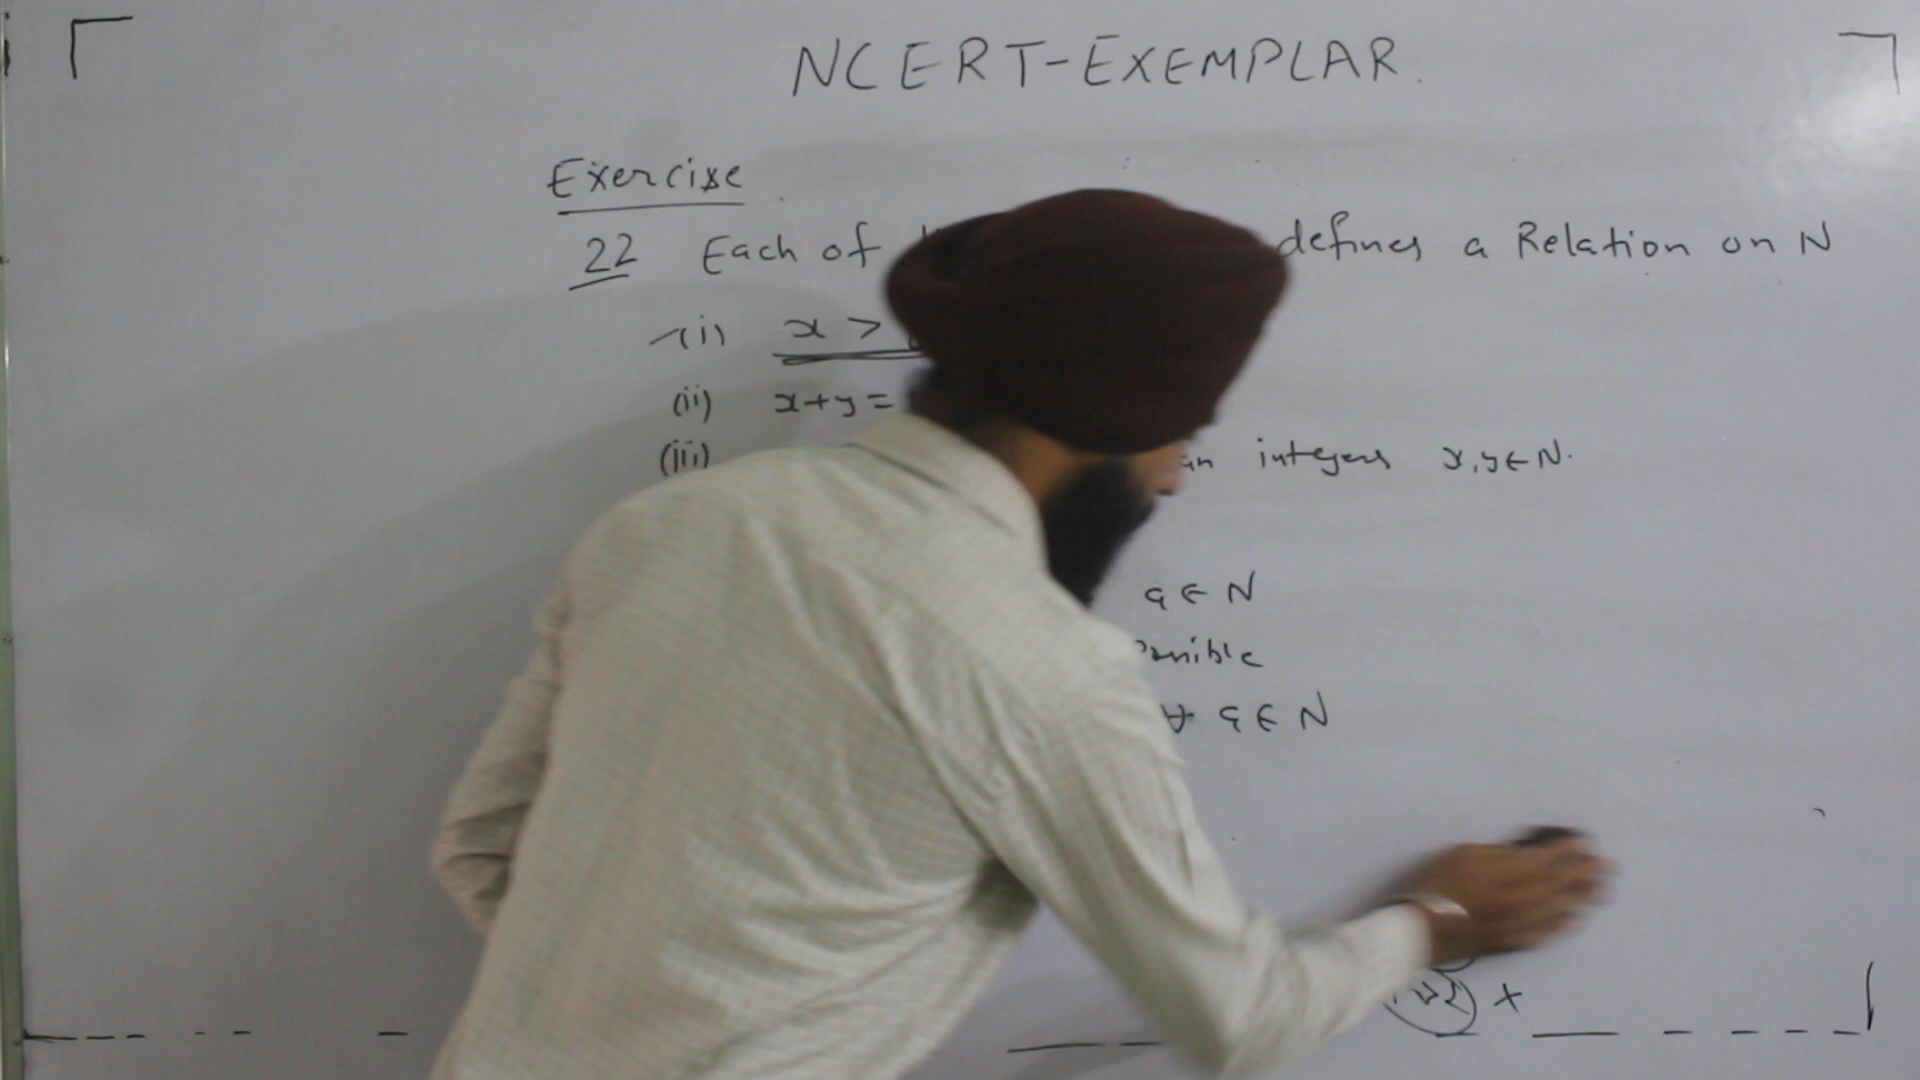 NCERT-EXEMPLAR.
Exercise
22 Each of defines a Relation on N
(i) x >
(ii) x+y =
(iii) an integers x,y∈N.
a ∈ N
Possible
∀ a ∈ N
x